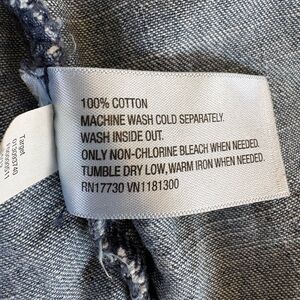 100% COTTON
MACHINE WASH COLD SEPARATELY.
WASH INSIDE OUT.
ONLY NON-CHLORINE BLEACH WHEN NEEDED.
TUMBLE DRY LOW, WARM IRON WHEN NEEDED.
RN17730 VN1181300
Target